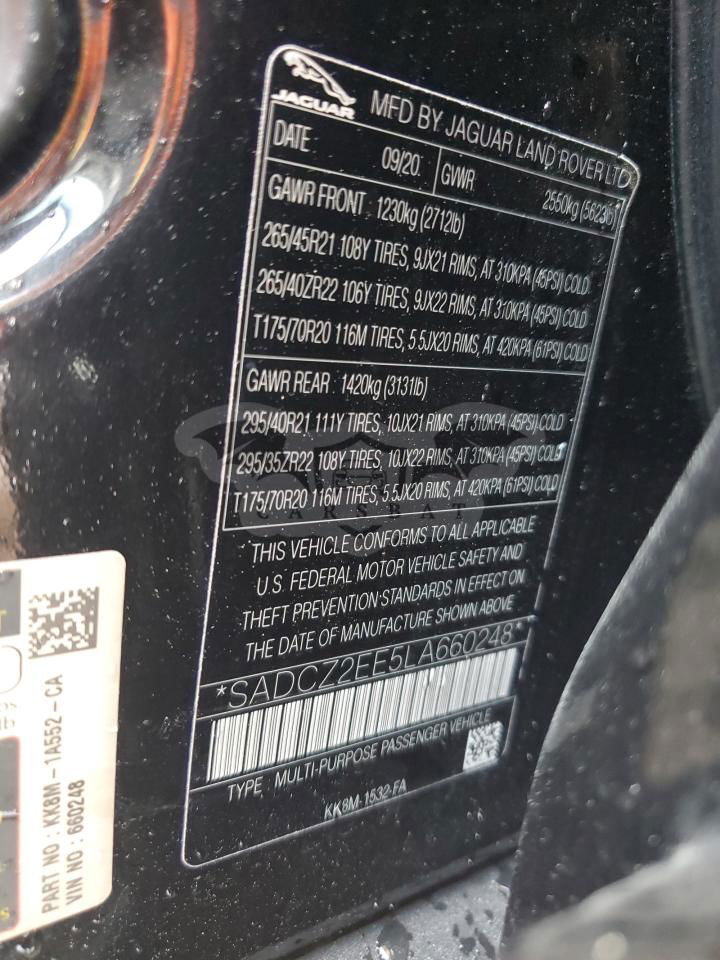 JAGUAR
MFD BY JAGUAR LAND ROVER LTD
DATE 09/20 GVWR 2550kg (5623lb)
GAWR FRONT 1230kg (2712lb)
265/45R21 108Y TIRES, 9JX21 RIMS, AT 310KPA (45PSI) COLD
265/40ZR22 106Y TIRES, 9JX22 RIMS, AT 310KPA (45PSI) COLD
T175/70R20 116M TIRES, 5.5JX20 RIMS, AT 420KPA (61PSI) COLD
GAWR REAR 1420kg (3131lb)
295/40R21 111Y TIRES, 10JX21 RIMS, AT 310KPA (45PSI) COLD
295/35ZR22 108Y TIRES, 10JX22 RIMS, AT 310KPA (45PSI) COLD
T175/70R20 116M TIRES, 5.5JX20 RIMS, AT 420KPA (61PSI) COLD
CARSBAT
THIS VEHICLE CONFORMS TO ALL APPLICABLE
U.S. FEDERAL MOTOR VEHICLE SAFETY AND
THEFT PREVENTION STANDARDS IN EFFECT ON
THE DATE OF MANUFACTURE SHOWN ABOVE
*SADCZ2EE5LA660248*
TYPE MULTI-PURPOSE PASSENGER VEHICLE
KK8M-1532-FA
PART NO : KK8M-1A552-CA
VIN NO : 660248